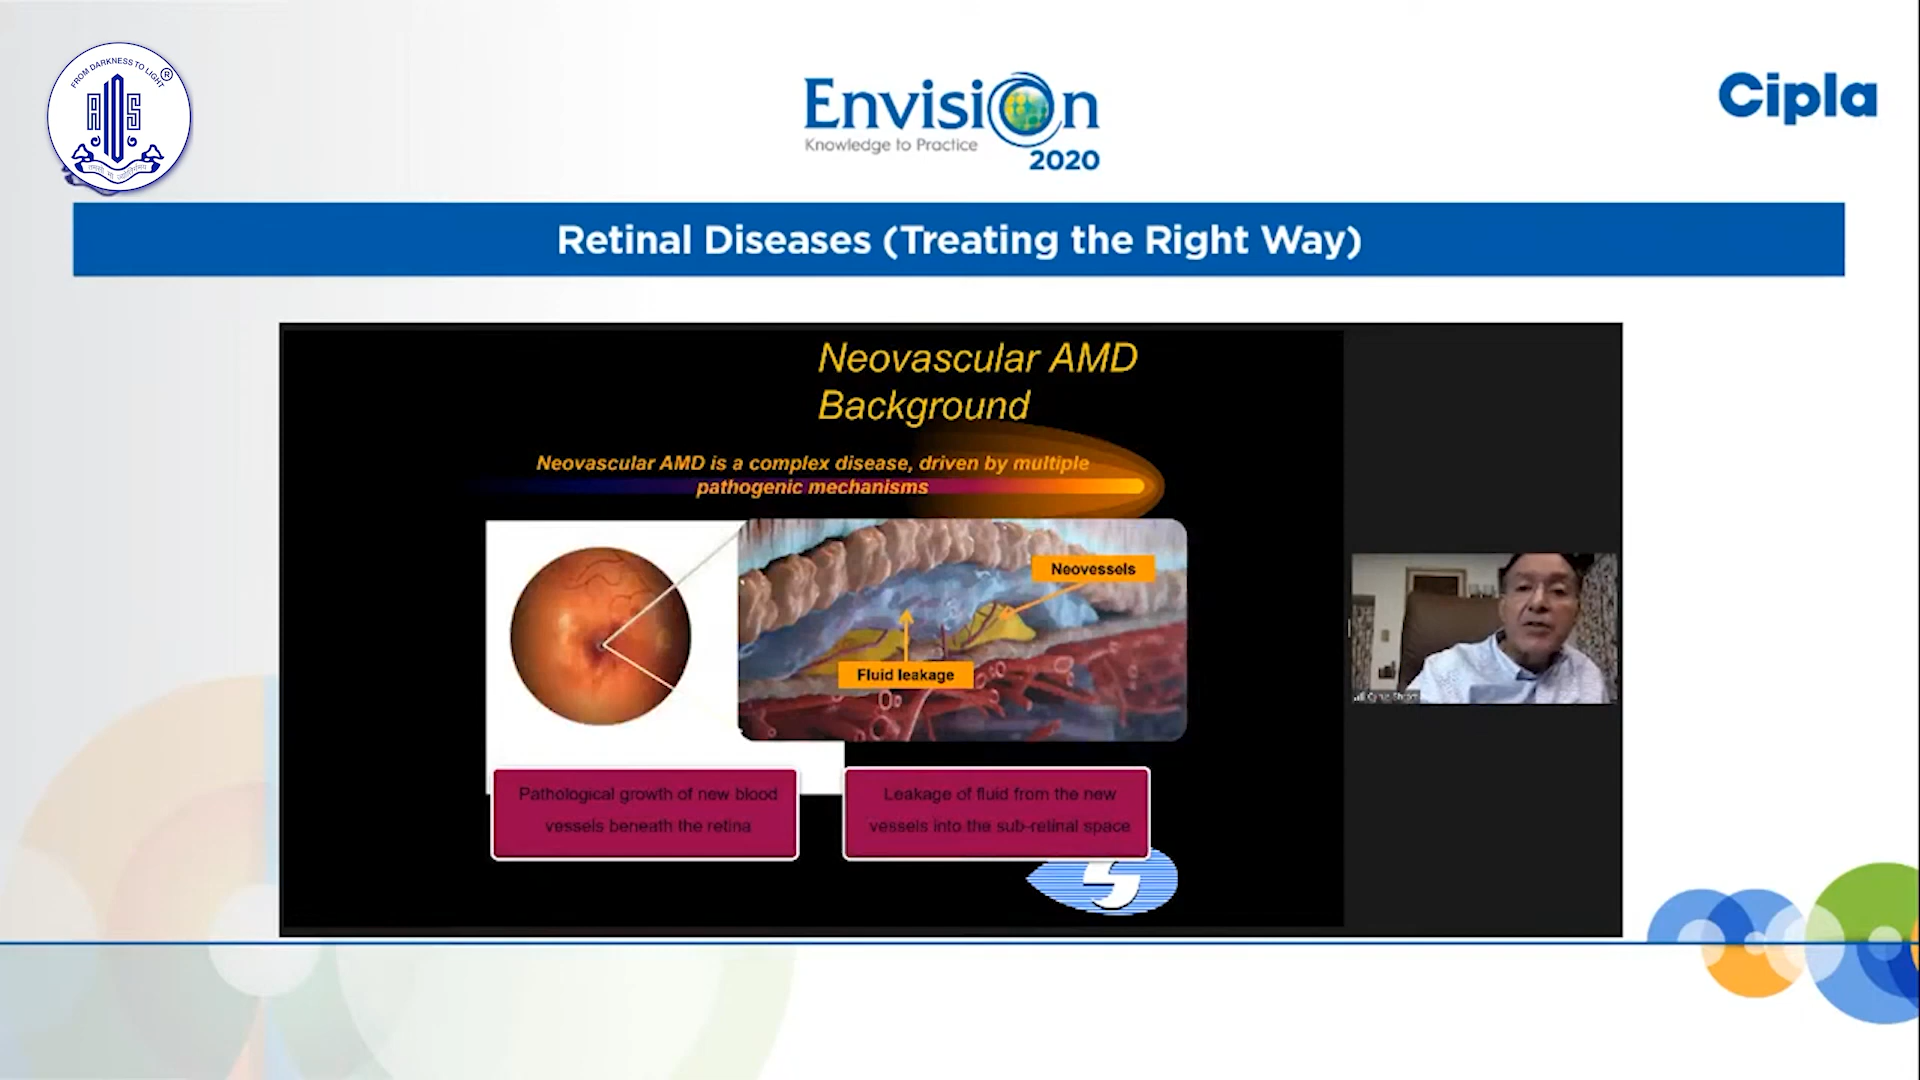 FROM DARKNESS TO LIGHT
®
AIOS
Envision
Knowledge to Practice
2020
Cipla
Retinal Diseases (Treating the Right Way)
Neovascular AMD
Background
Neovascular AMD is a complex disease, driven by multiple
pathogenic mechanisms
Neovessels
Fluid leakage
Pathological growth of new blood
vessels beneath the retina
Leakage of fluid from the new
vessels into the sub-retinal space